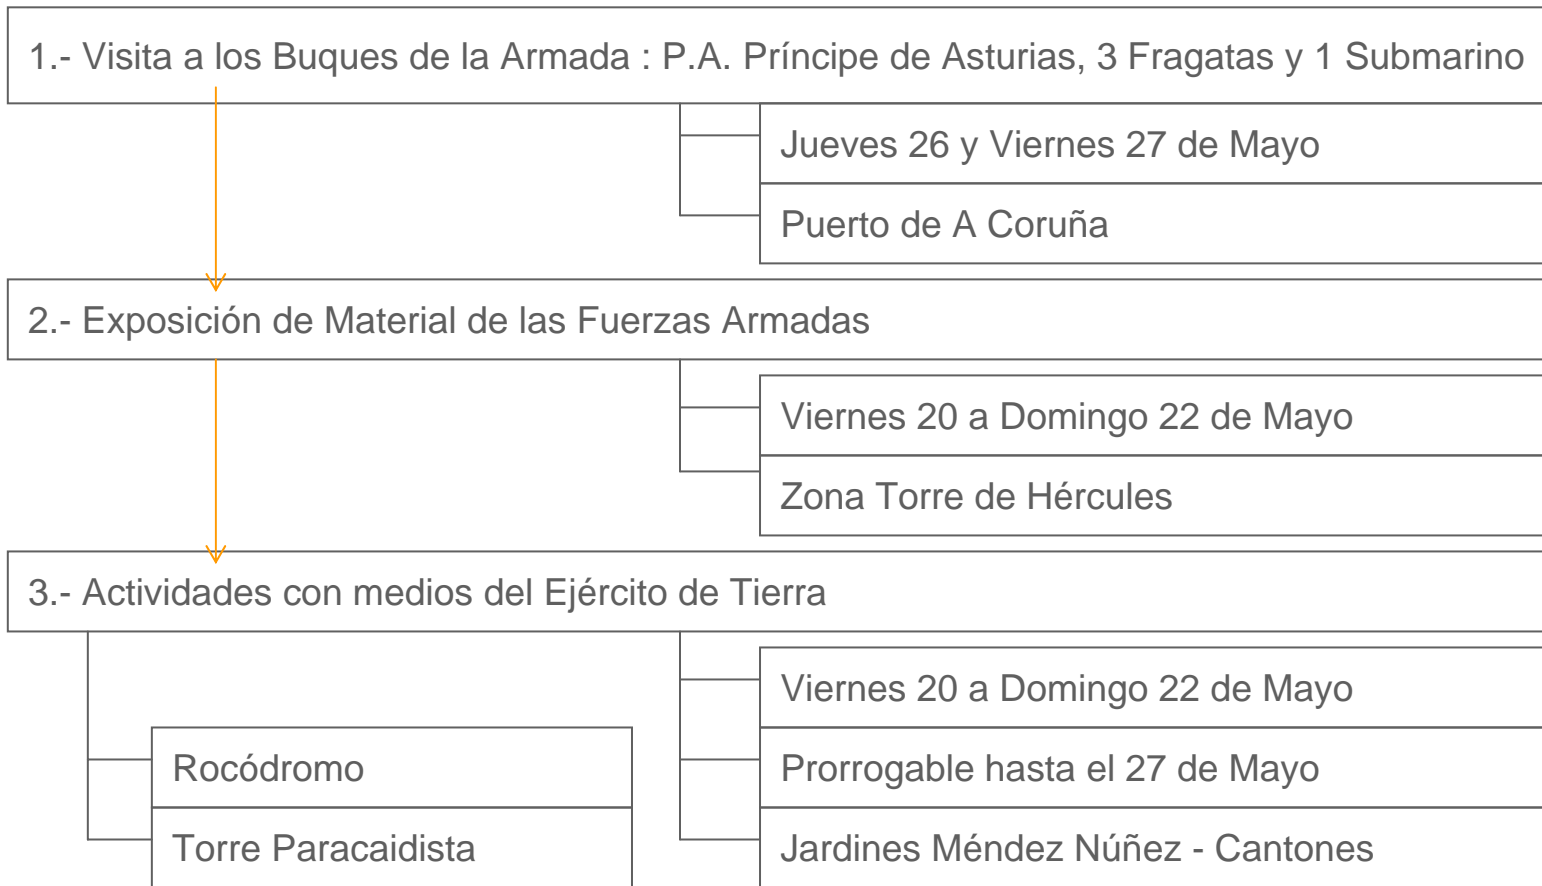 1.- Visita a los Buques de la Armada : P.A. Príncipe de Asturias, 3 Fragatas y 1 Submarino
Jueves 26 y Viernes 27 de Mayo
Puerto de A Coruña
2.- Exposición de Material de las Fuerzas Armadas
Viernes 20 a Domingo 22 de Mayo
Zona Torre de Hércules
3.- Actividades con medios del Ejército de Tierra
Rocódromo
Torre Paracaidista
Viernes 20 a Domingo 22 de Mayo
Prorrogable hasta el 27 de Mayo
Jardines Méndez Núñez - Cantones